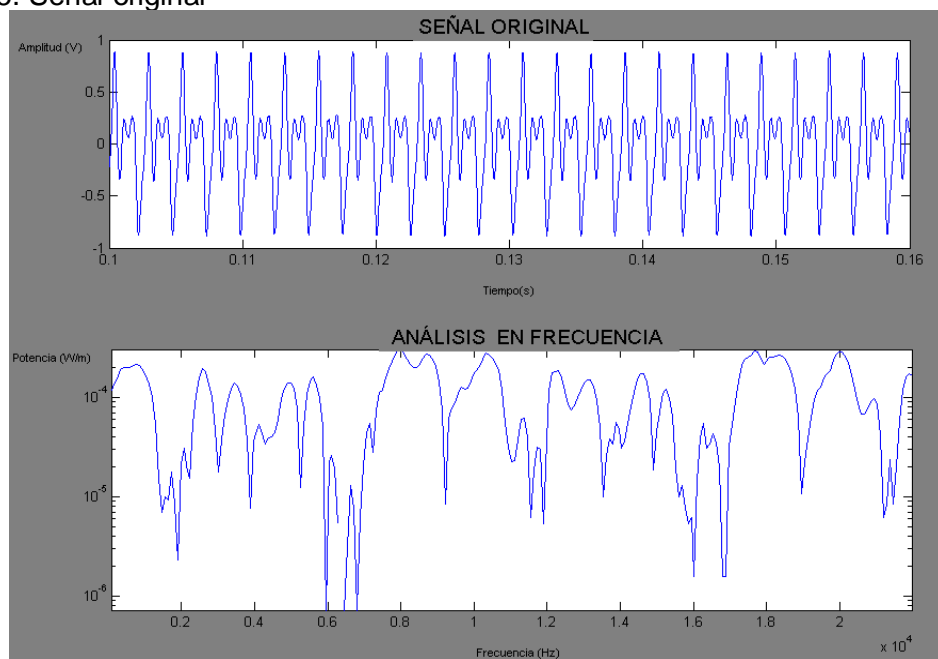 SEÑAL ORIGINAL
Amplitud (V)
1
0.5
0
-0.5
-1
0.1 0.11 0.12 0.13 0.14 0.15 0.16
Tiempo(s)
ANÁLISIS EN FRECUENCIA
Potencia (W/m)
10^-4
10^-5
10^-6
0.2 0.4 0.6 0.8 1 1.2 1.4 1.6 1.8 2
x 10^4
Frecuencia (Hz)